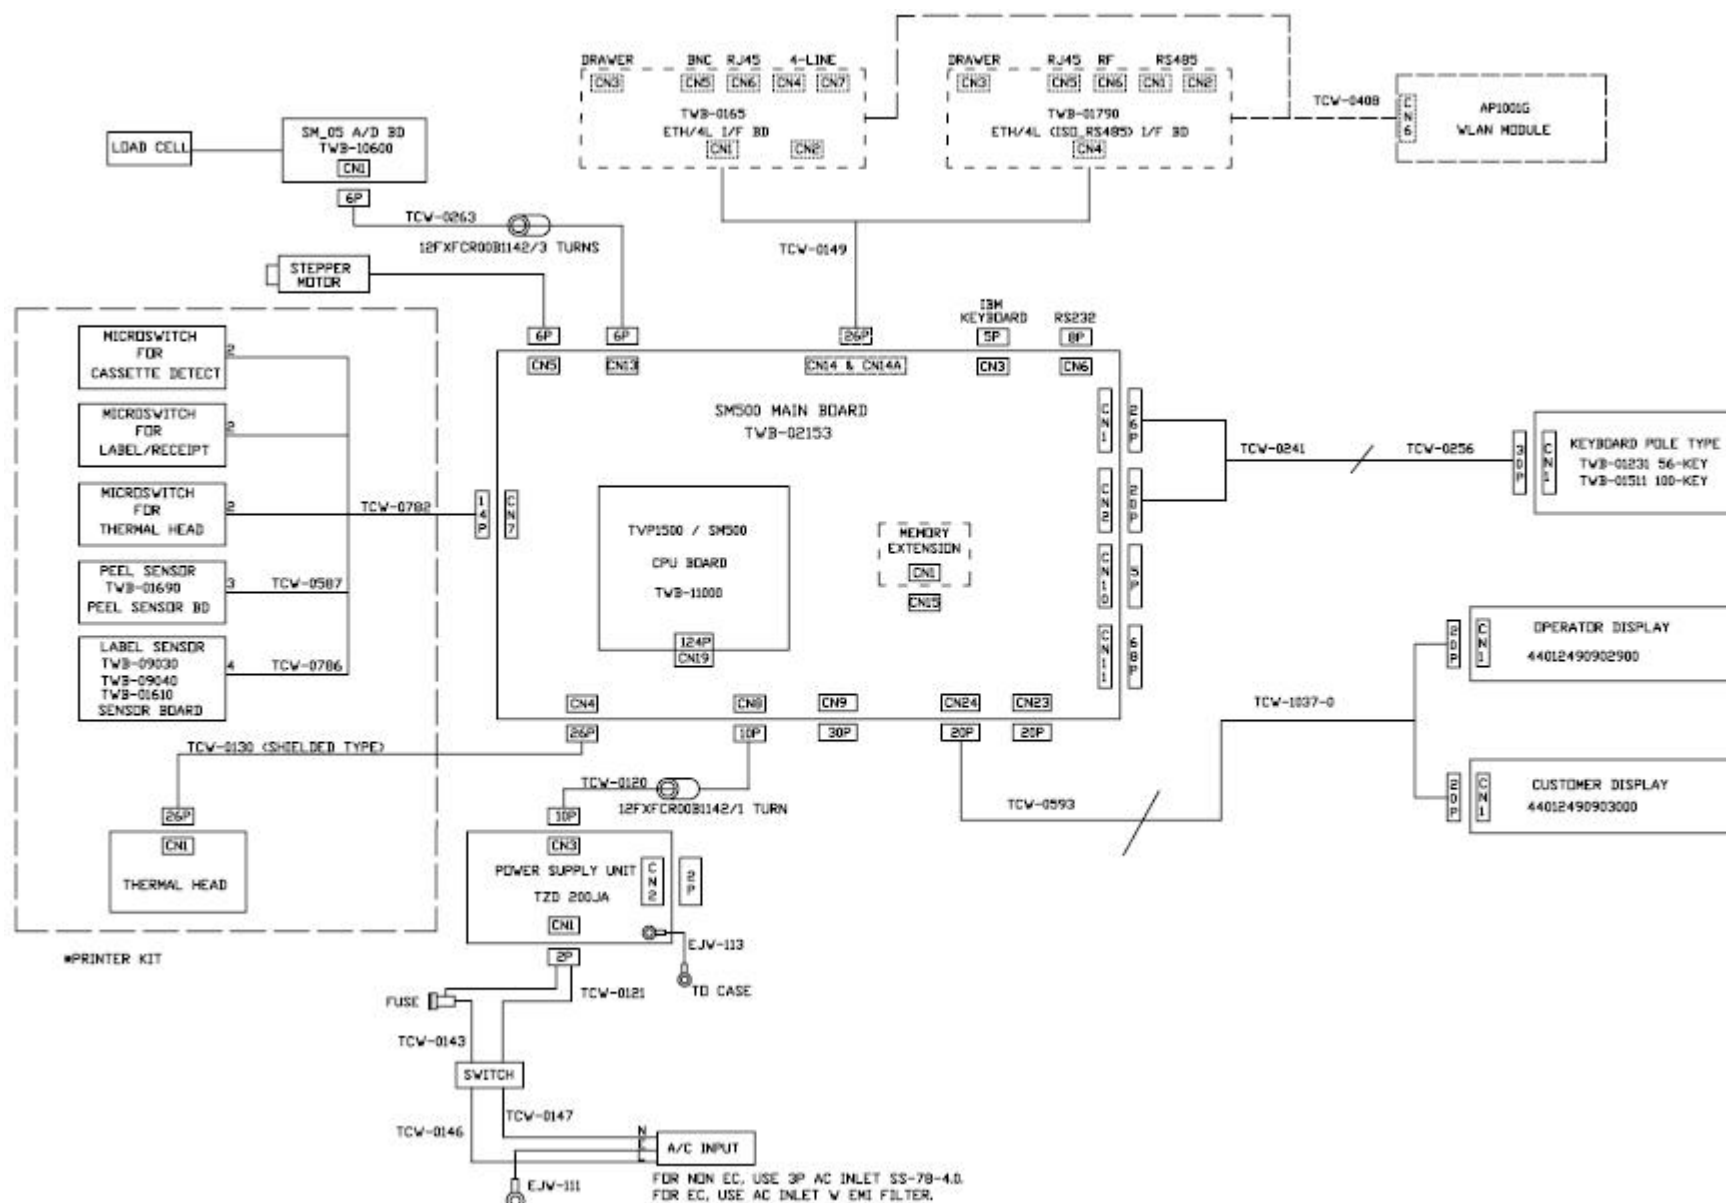 DRAWER BNC RJ45 4-LINE
CN3 CN5 CN6 CN4 CN7
TWB-0165
ETH/4L I/F BD
CN1 CN2
DRAWER RJ45 RF RS485
CN3 CN5 CN6 CN1 CN2
TWB-01790
ETH/4L (ISO_RS485) I/F BD
CN4
TCW-0408
CN6
AP1001G
WLAN MODULE
LOAD CELL
SM_05 A/D BD
TWB-10600
CN1
6P
TCW-0263
12FXFCR00B1142/3 TURNS
TCW-0149
STEPPER
MOTOR
6P
6P
26P
IBM
KEYBOARD
5P
RS232
8P
CN5
CN13
CN14 & CN14A
CN3
CN6
SM500 MAIN BOARD
TWB-02153
MICROSWITCH
FOR
CASSETTE DETECT
2
MICROSWITCH
FOR
LABEL/RECEIPT
2
MICROSWITCH
FOR
THERMAL HEAD
2
TCW-0782
14P
CN7
PEEL SENSOR
TWB-01690
PEEL SENSOR BD
3
TCW-0587
LABEL SENSOR
TWB-09030
TWB-09040
TWB-01610
SENSOR BOARD
4
TCW-0786
TVP1500 / SM500
CPU BOARD
TWB-11000
124P
CN19
MEMORY
EXTENSION
CN1
CN15
CN1
26P
CN2
20P
CN10
5P
CN11
68P
TCW-0241
TCW-0256
30P
CN1
KEYBOARD POLE TYPE
TWB-01231 56-KEY
TWB-01511 100-KEY
20P
CN1
OPERATOR DISPLAY
44012490902900
TCW-1037-0
20P
CN1
CUSTOMER DISPLAY
44012490903000
CN4
CN8
CN9
CN24
CN23
26P
10P
30P
20P
20P
TCW-0130 (SHIELDED TYPE)
TCW-0120
12FXFCR00B1142/1 TURN
TCW-0593
26P
CN1
THERMAL HEAD
*PRINTER KIT
10P
CN3
POWER SUPPLY UNIT
TZD 200JA
CN2
2P
CN1
2P
EJW-113
TO CASE
FUSE
TCW-0121
TCW-0143
SWITCH
TCW-0147
TCW-0146
N
E
L
A/C INPUT
EJW-111
FOR NON EC, USE 3P AC INLET SS-7B-4.0.
FOR EC, USE AC INLET W EMI FILTER.